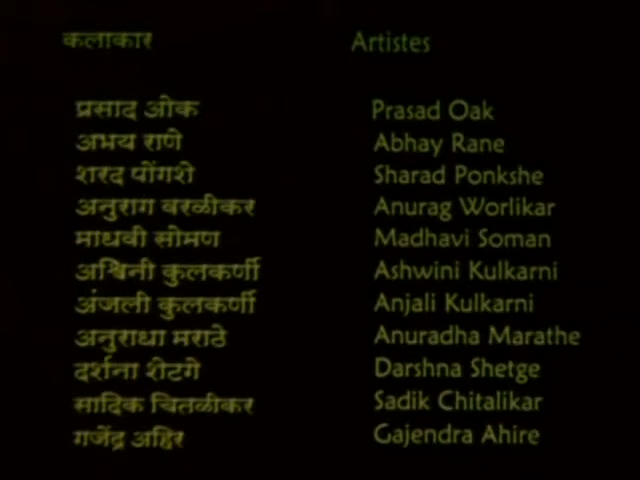 कलाकार Artistes
प्रसाद ओक Prasad Oak
अभय राणे Abhay Rane
शरद पोंगशे Sharad Ponkshe
अनुराग वरळीकर Anurag Worlikar
माधवी सोमण Madhavi Soman
अश्विनी कुलकर्णी Ashwini Kulkarni
अंजली कुलकर्णी Anjali Kulkarni
अनुराधा मराठे Anuradha Marathe
दर्शना शेटगे Darshna Shetge
सादिक चितळीकर Sadik Chitalikar
गजेंद्र अहिर Gajendra Ahire